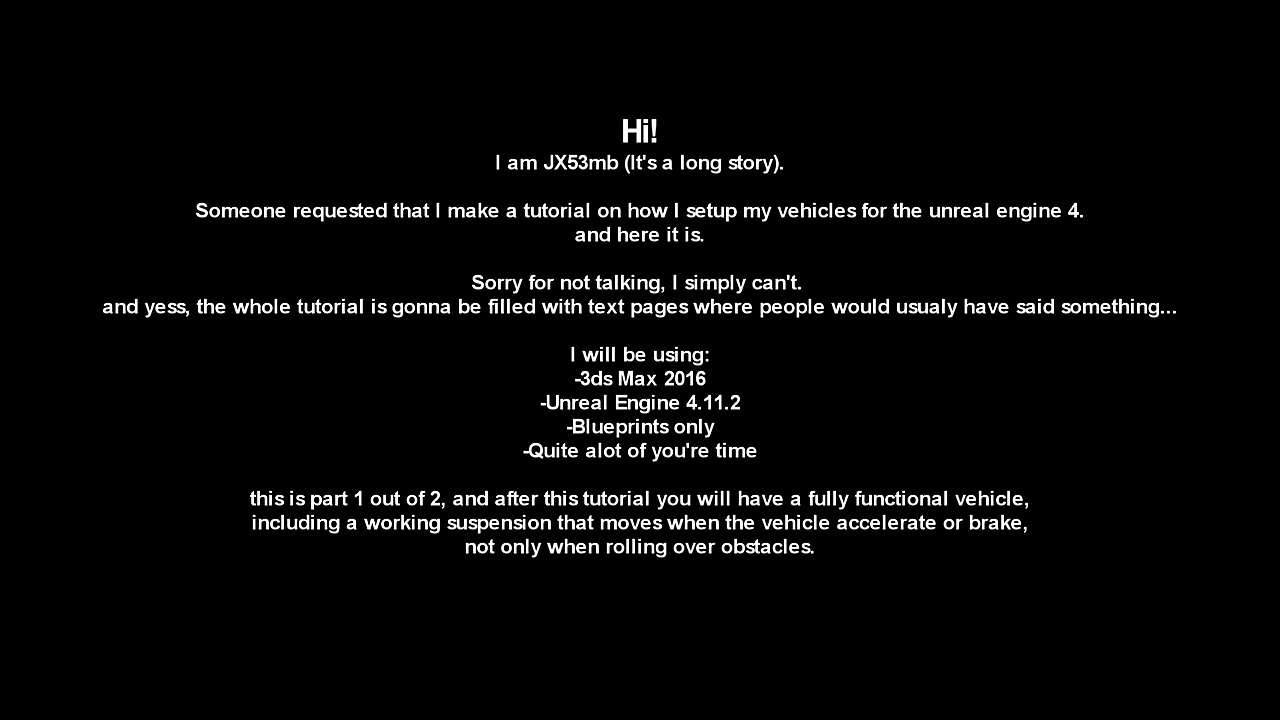 Hi!
I am JX53mb (It's a long story).
Someone requested that I make a tutorial on how I setup my vehicles for the unreal engine 4.
and here it is.
Sorry for not talking, I simply can't.
and yess, the whole tutorial is gonna be filled with text pages where people would usualy have said something...
I will be using:
-3ds Max 2016
-Unreal Engine 4.11.2
-Blueprints only
-Quite alot of you're time
this is part 1 out of 2, and after this tutorial you will have a fully functional vehicle,
including a working suspension that moves when the vehicle accelerate or brake,
not only when rolling over obstacles.